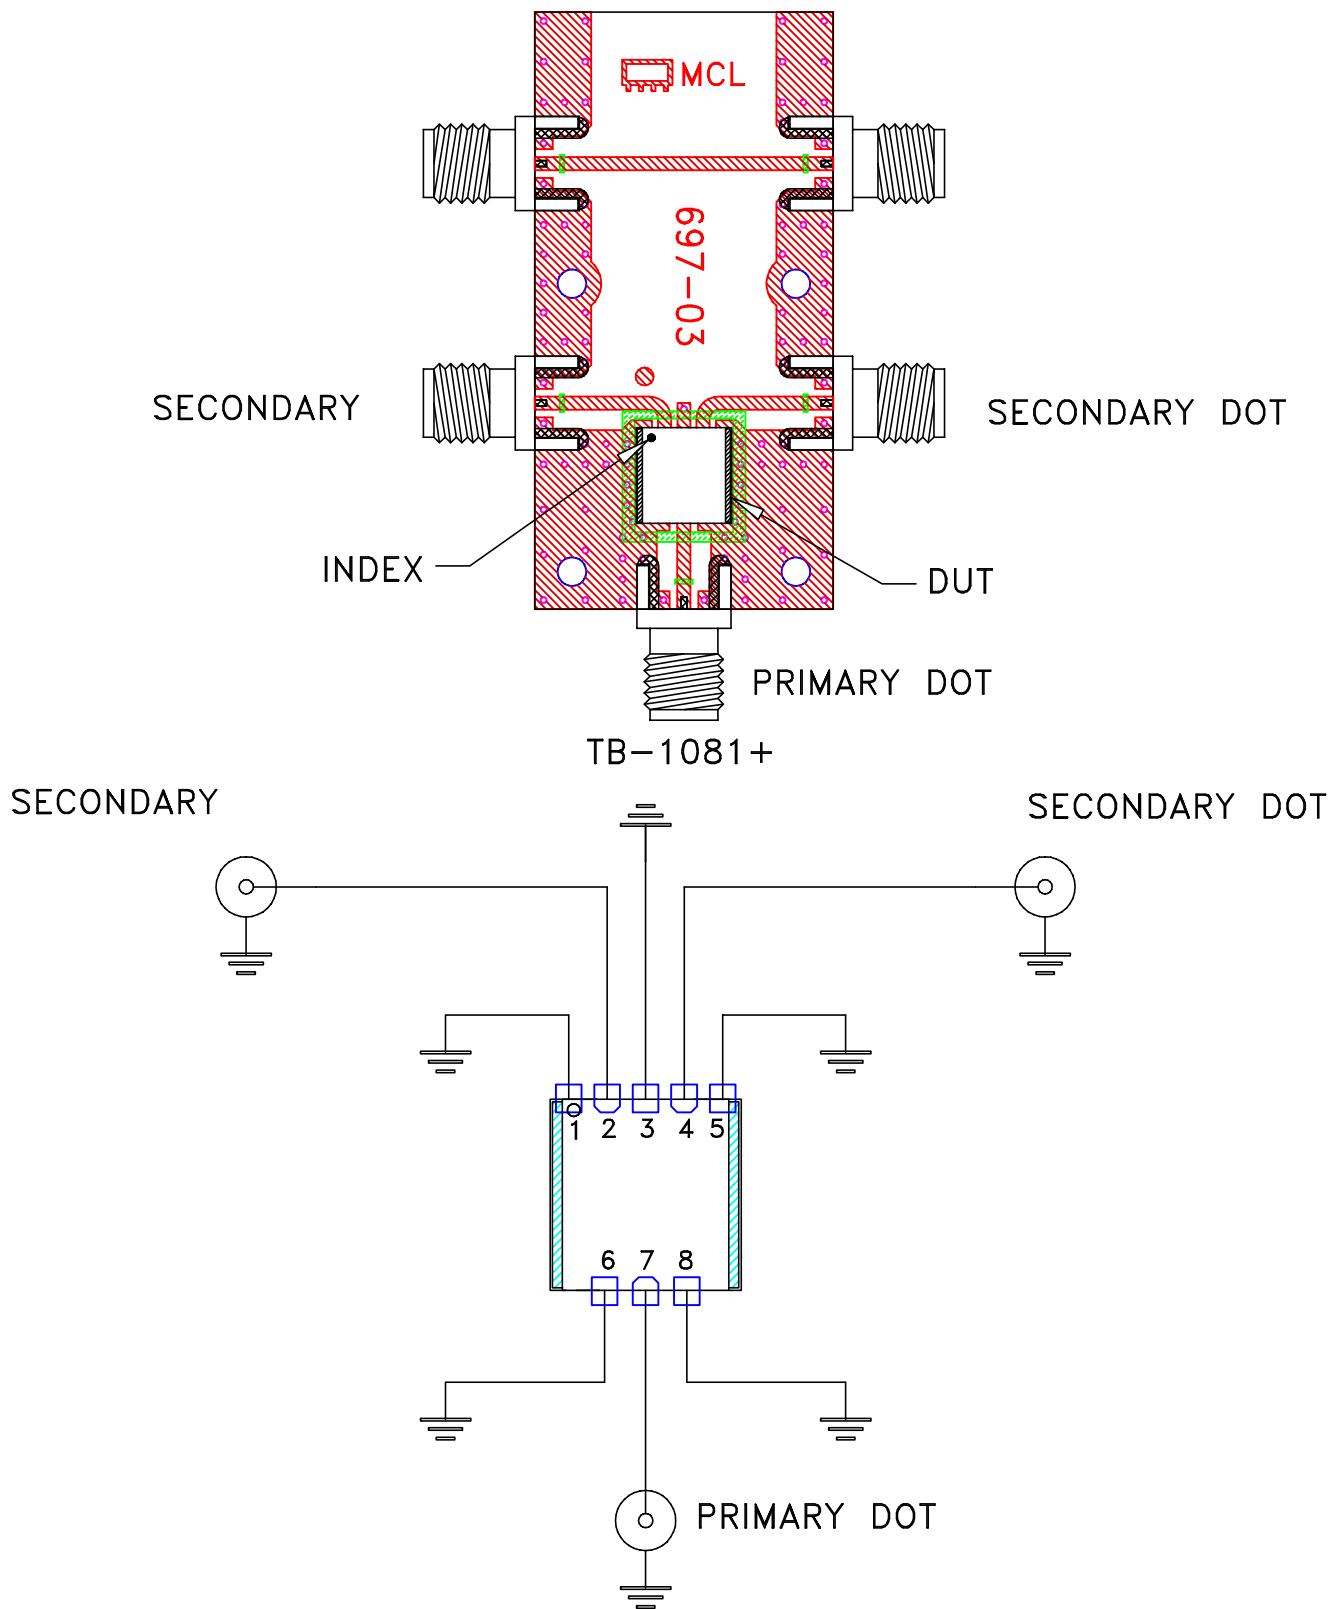 MCL
697-03
SECONDARY
SECONDARY DOT
INDEX
DUT
PRIMARY DOT
TB-1081+
SECONDARY
SECONDARY DOT
1 2 3 4 5
6 7 8
PRIMARY DOT